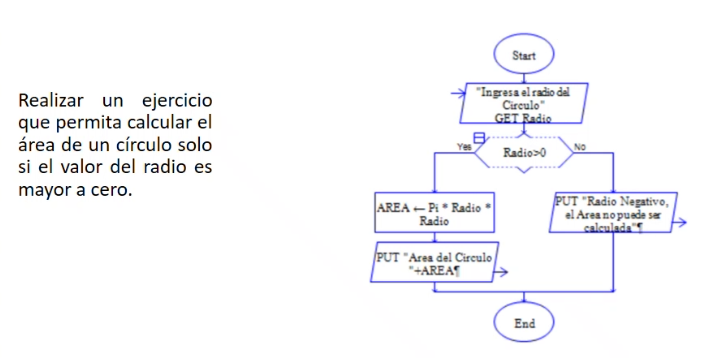 Realizar un ejercicio
que permita calcular el
área de un círculo solo
si el valor del radio es
mayor a cero.
Start
"Ingresa el radio del
Circulo"
GET Radio
Yes
Radio>0
No
AREA ← Pi * Radio *
Radio
PUT "Radio Negativo,
el Area no puede ser
calculada"¶
PUT "Area del Circulo
"+AREA¶
End